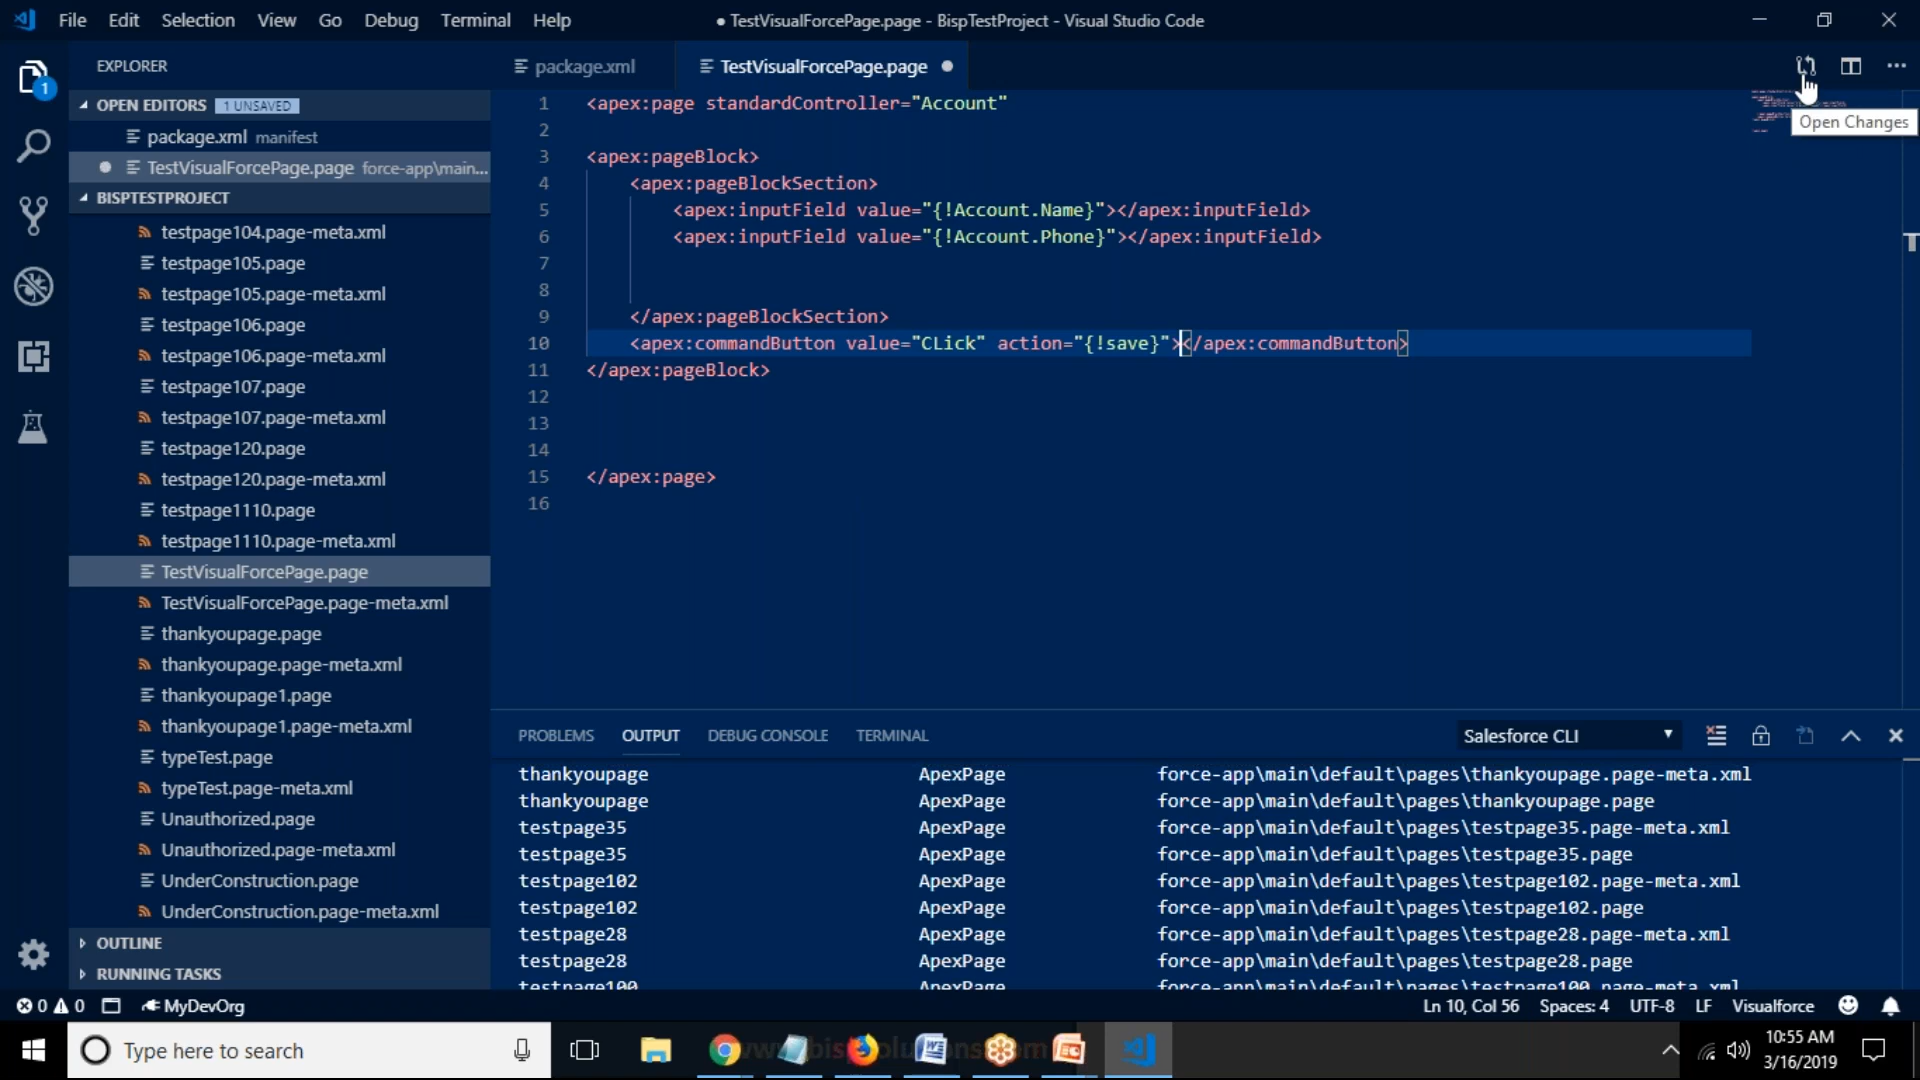 File Edit Selection View Go Debug Terminal Help
● TestVisualForcePage.page - BispTestProject - Visual Studio Code
EXPLORER
OPEN EDITORS 1 UNSAVED
package.xml manifest
TestVisualForcePage.page force-app\main...
BISPTESTPROJECT
testpage104.page-meta.xml
testpage105.page
testpage105.page-meta.xml
testpage106.page
testpage106.page-meta.xml
testpage107.page
testpage107.page-meta.xml
testpage120.page
testpage120.page-meta.xml
testpage1110.page
testpage1110.page-meta.xml
TestVisualForcePage.page
TestVisualForcePage.page-meta.xml
thankyoupage.page
thankyoupage.page-meta.xml
thankyoupage1.page
thankyoupage1.page-meta.xml
typeTest.page
typeTest.page-meta.xml
Unauthorized.page
Unauthorized.page-meta.xml
UnderConstruction.page
UnderConstruction.page-meta.xml
OUTLINE
RUNNING TASKS
1
package.xml TestVisualForcePage.page
Open Changes
1 <apex:page standardController="Account"
2
3 <apex:pageBlock>
4 <apex:pageBlockSection>
5 <apex:inputField value="{!Account.Name}"></apex:inputField>
6 <apex:inputField value="{!Account.Phone}"></apex:inputField>
7
8
9 </apex:pageBlockSection>
10 <apex:commandButton value="CLick" action="{!save}"></apex:commandButton>
11 </apex:pageBlock>
12
13
14
15 </apex:page>
16
PROBLEMS OUTPUT DEBUG CONSOLE TERMINAL Salesforce CLI
thankyoupage ApexPage force-app\main\default\pages\thankyoupage.page-meta.xml
thankyoupage ApexPage force-app\main\default\pages\thankyoupage.page
testpage35 ApexPage force-app\main\default\pages\testpage35.page-meta.xml
testpage35 ApexPage force-app\main\default\pages\testpage35.page
testpage102 ApexPage force-app\main\default\pages\testpage102.page-meta.xml
testpage102 ApexPage force-app\main\default\pages\testpage102.page
testpage28 ApexPage force-app\main\default\pages\testpage28.page-meta.xml
testpage28 ApexPage force-app\main\default\pages\testpage28.page
testpage100 ApexPage force-app\main\default\pages\testpage100.page-meta.xml
0 0 MyDevOrg Ln 10, Col 56 Spaces: 4 UTF-8 LF Visualforce
Type here to search
10:55 AM
3/16/2019